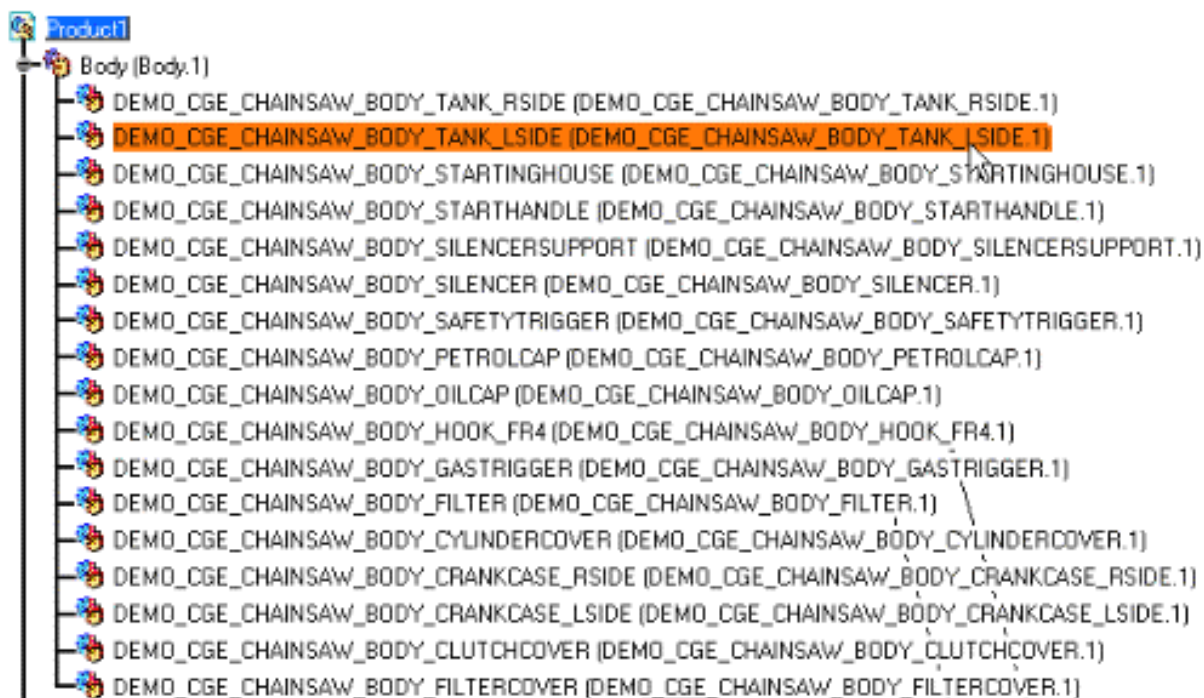 Product1
Body (Body.1)
DEMO_CGE_CHAINSAW_BODY_TANK_RSIDE (DEMO_CGE_CHAINSAW_BODY_TANK_RSIDE.1)
DEMO_CGE_CHAINSAW_BODY_TANK_LSIDE (DEMO_CGE_CHAINSAW_BODY_TANK_LSIDE.1)
DEMO_CGE_CHAINSAW_BODY_STARTINGHOUSE (DEMO_CGE_CHAINSAW_BODY_STARTINGHOUSE.1)
DEMO_CGE_CHAINSAW_BODY_STARTHANDLE (DEMO_CGE_CHAINSAW_BODY_STARTHANDLE.1)
DEMO_CGE_CHAINSAW_BODY_SILENCERSUPPORT (DEMO_CGE_CHAINSAW_BODY_SILENCERSUPPORT.1)
DEMO_CGE_CHAINSAW_BODY_SILENCER (DEMO_CGE_CHAINSAW_BODY_SILENCER.1)
DEMO_CGE_CHAINSAW_BODY_SAFETYTRIGGER (DEMO_CGE_CHAINSAW_BODY_SAFETYTRIGGER.1)
DEMO_CGE_CHAINSAW_BODY_PETROLCAP (DEMO_CGE_CHAINSAW_BODY_PETROLCAP.1)
DEMO_CGE_CHAINSAW_BODY_OILCAP (DEMO_CGE_CHAINSAW_BODY_OILCAP.1)
DEMO_CGE_CHAINSAW_BODY_HOOK_FR4 (DEMO_CGE_CHAINSAW_BODY_HOOK_FR4.1)
DEMO_CGE_CHAINSAW_BODY_GASTRIGGER (DEMO_CGE_CHAINSAW_BODY_GASTRIGGER.1)
DEMO_CGE_CHAINSAW_BODY_FILTER (DEMO_CGE_CHAINSAW_BODY_FILTER.1)
DEMO_CGE_CHAINSAW_BODY_CYLINDERCOVER (DEMO_CGE_CHAINSAW_BODY_CYLINDERCOVER.1)
DEMO_CGE_CHAINSAW_BODY_CRANKCASE_RSIDE (DEMO_CGE_CHAINSAW_BODY_CRANKCASE_RSIDE.1)
DEMO_CGE_CHAINSAW_BODY_CRANKCASE_LSIDE (DEMO_CGE_CHAINSAW_BODY_CRANKCASE_LSIDE.1)
DEMO_CGE_CHAINSAW_BODY_CLUTCHCOVER (DEMO_CGE_CHAINSAW_BODY_CLUTCHCOVER.1)
DEMO_CGE_CHAINSAW_BODY_FILTERCOVER (DEMO_CGE_CHAINSAW_BODY_FILTERCOVER.1)